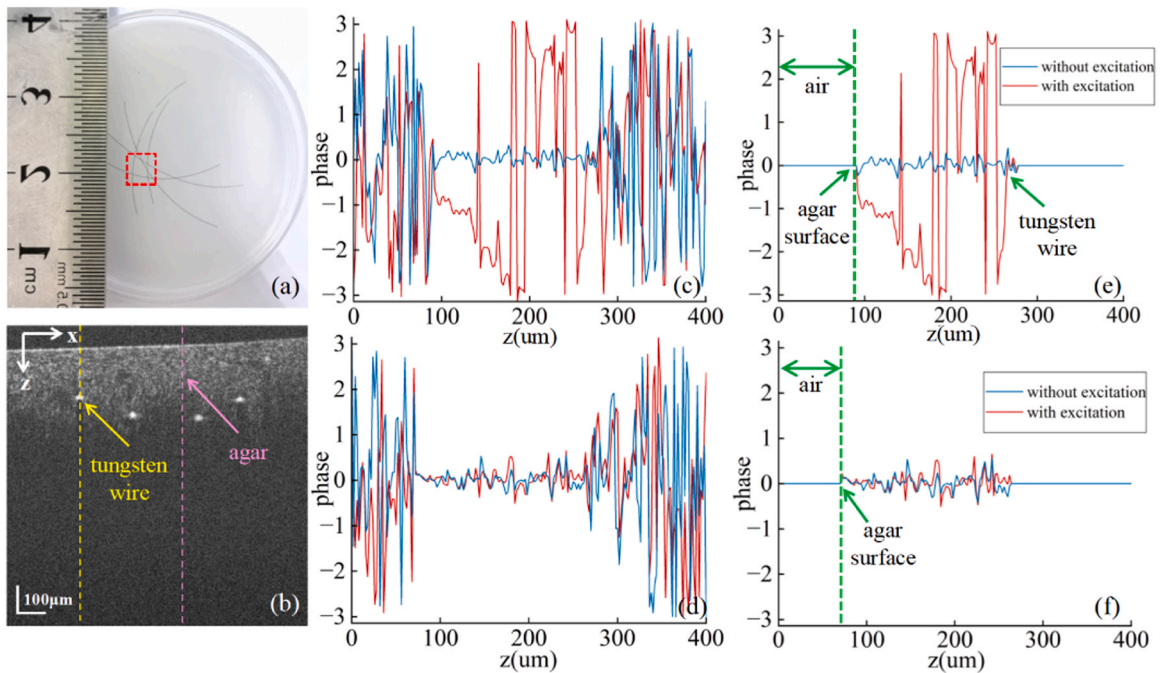 4
3
2
1
cm
mm 0.5
(a)
x
z
tungsten
wire
agar
100μm
(b)
3
2
1
0
−1
−2
−3
phase
0 100 200 300 400
z(um)
(c)
3
2
1
0
−1
−2
−3
phase
0 100 200 300 400
z(um)
(d)
3
2
1
0
−1
−2
−3
phase
air
without excitation
with excitation
agar
surface
tungsten
wire
0 100 200 300 400
z(um)
(e)
3
2
1
0
−1
−2
−3
phase
air
without excitation
with excitation
agar
surface
0 100 200 300 400
z(um)
(f)